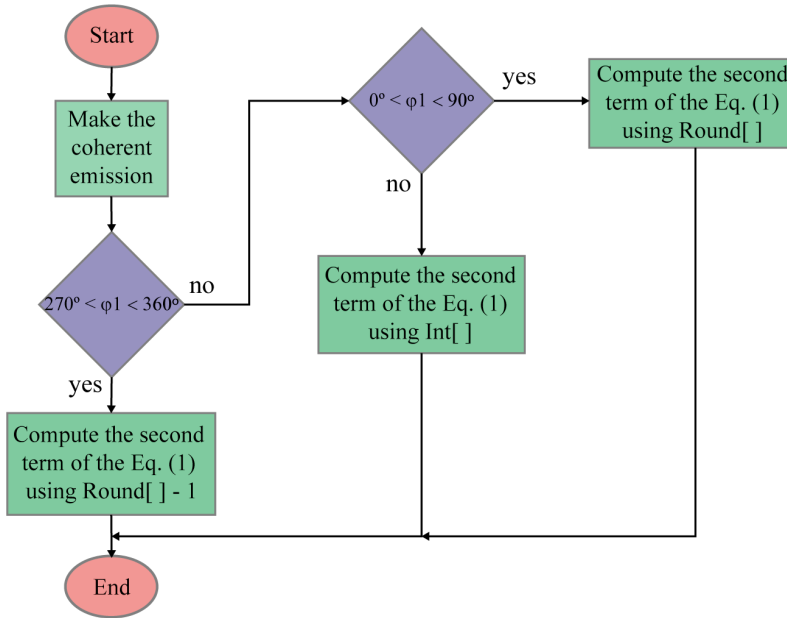 Start
Make the
coherent
emission
270º < φ1 < 360º
no
yes
Compute the second
term of the Eq. (1)
using Round[ ] - 1
End
0º < φ1 < 90º
yes
no
Compute the second
term of the Eq. (1)
using Int[ ]
Compute the second
term of the Eq. (1)
using Round[ ]